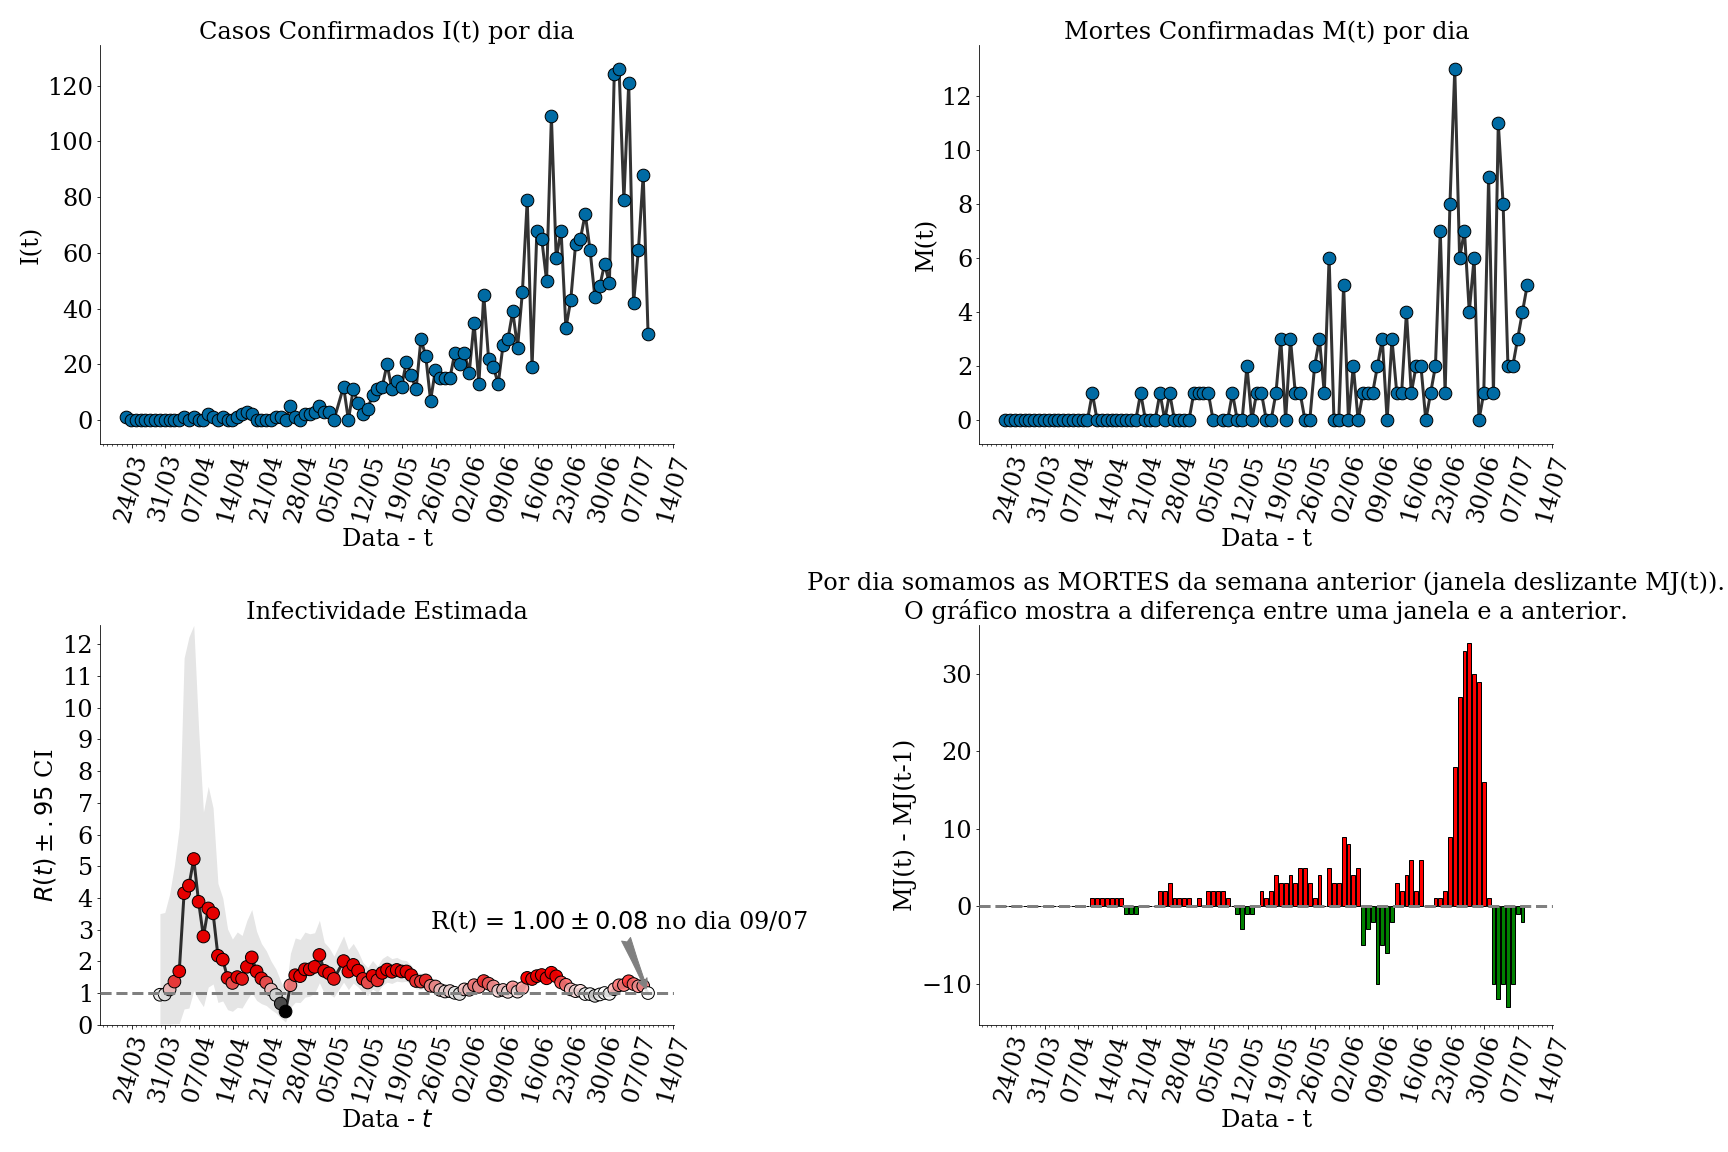 Casos Confirmados I(t) por dia
I(t)
120
100
80
60
40
20
0
24/03 31/03 07/04 14/04 21/04 28/04 05/05 12/05 19/05 26/05 02/06 09/06 16/06 23/06 30/06 07/07 14/07
Data - t
Mortes Confirmadas M(t) por dia
M(t)
12
10
8
6
4
2
0
24/03 31/03 07/04 14/04 21/04 28/04 05/05 12/05 19/05 26/05 02/06 09/06 16/06 23/06 30/06 07/07 14/07
Data - t
Infectividade Estimada
R(t) ± .95 CI
12
11
10
9
8
7
6
5
4
3
2
1
0
R(t) = 1.00 ± 0.08 no dia 09/07
24/03 31/03 07/04 14/04 21/04 28/04 05/05 12/05 19/05 26/05 02/06 09/06 16/06 23/06 30/06 07/07 14/07
Data - t
Por dia somamos as MORTES da semana anterior (janela deslizante MJ(t)).
O gráfico mostra a diferença entre uma janela e a anterior.
MJ(t) - MJ(t-1)
30
20
10
0
−10
24/03 31/03 07/04 14/04 21/04 28/04 05/05 12/05 19/05 26/05 02/06 09/06 16/06 23/06 30/06 07/07 14/07
Data - t